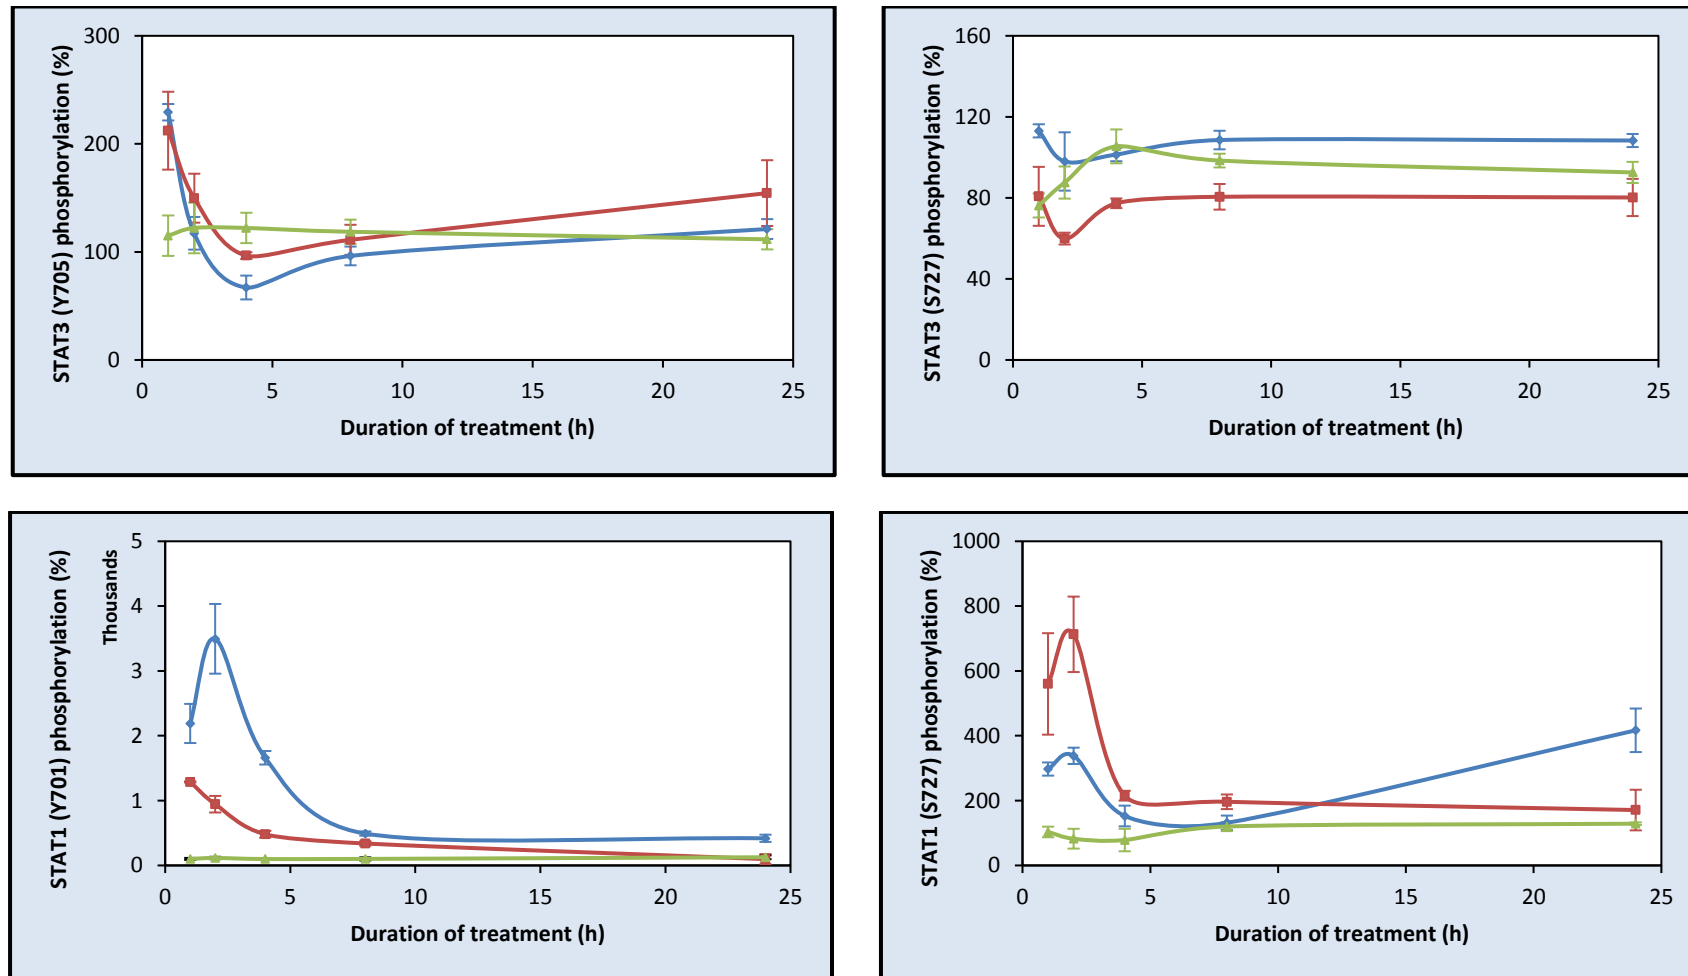 STAT3 (Y705) phosphorylation (%)
300
200
100
0
0 5 10 15 20 25
Duration of treatment (h)
STAT3 (S727) phosphorylation (%)
160
120
80
40
0
0 5 10 15 20 25
Duration of treatment (h)
STAT1 (Y701) phosphorylation (%)
Thousands
5
4
3
2
1
0
0 5 10 15 20 25
Duration of treatment (h)
STAT1 (S727) phosphorylation (%)
1000
800
600
400
200
0
0 5 10 15 20 25
Duration of treatment (h)